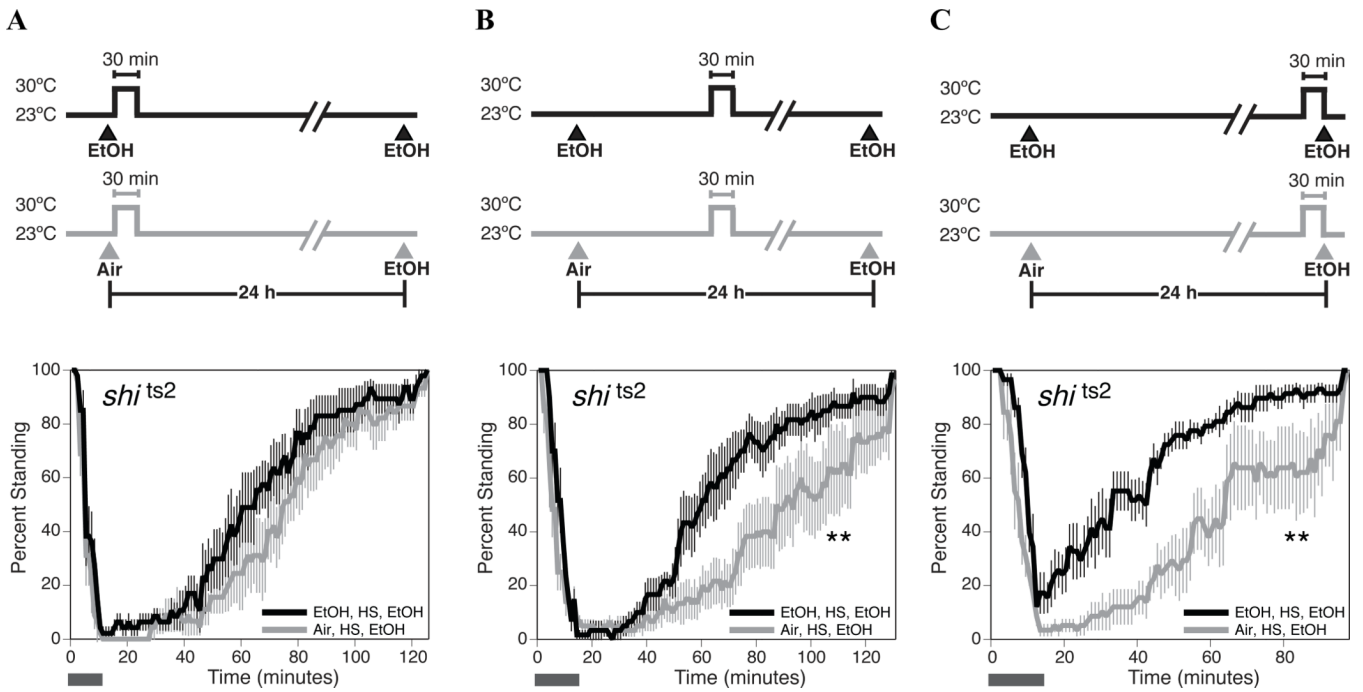 A
30 min
30ºC
23ºC
EtOH EtOH
30 min
30ºC
23ºC
Air EtOH
24 h
Percent Standing
100
80
60
40
20
0
shi ts2
EtOH, HS, EtOH
Air, HS, EtOH
0 20 40 60 80 100 120
Time (minutes)
B
30 min
30ºC
23ºC
EtOH EtOH
30 min
30ºC
23ºC
Air EtOH
24 h
Percent Standing
100
80
60
40
20
0
shi ts2
**
EtOH, HS, EtOH
Air, HS, EtOH
0 20 40 60 80 100 120
Time (minutes)
C
30 min
30ºC
23ºC
EtOH EtOH
30 min
30ºC
23ºC
Air EtOH
24 h
Percent Standing
100
80
60
40
20
0
shi ts2
**
EtOH, HS, EtOH
Air, HS, EtOH
0 20 40 60 80
Time (minutes)